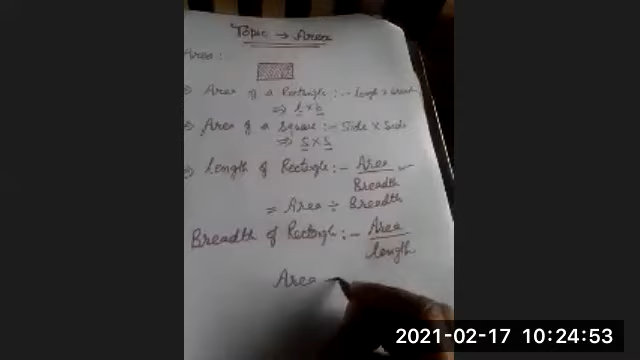 Topic → Area
Area :
⇒ Area of a Rectangle :- Length × Breadth
⇒ l × b
⇒ Area of a Square :- Side × Side
⇒ S × S
⇒ Length of Rectangle :- Area
Breadth
= Area ÷ Breadth
Breadth of Rectangle :- Area
Length
Area
2021-02-17 10:24:53